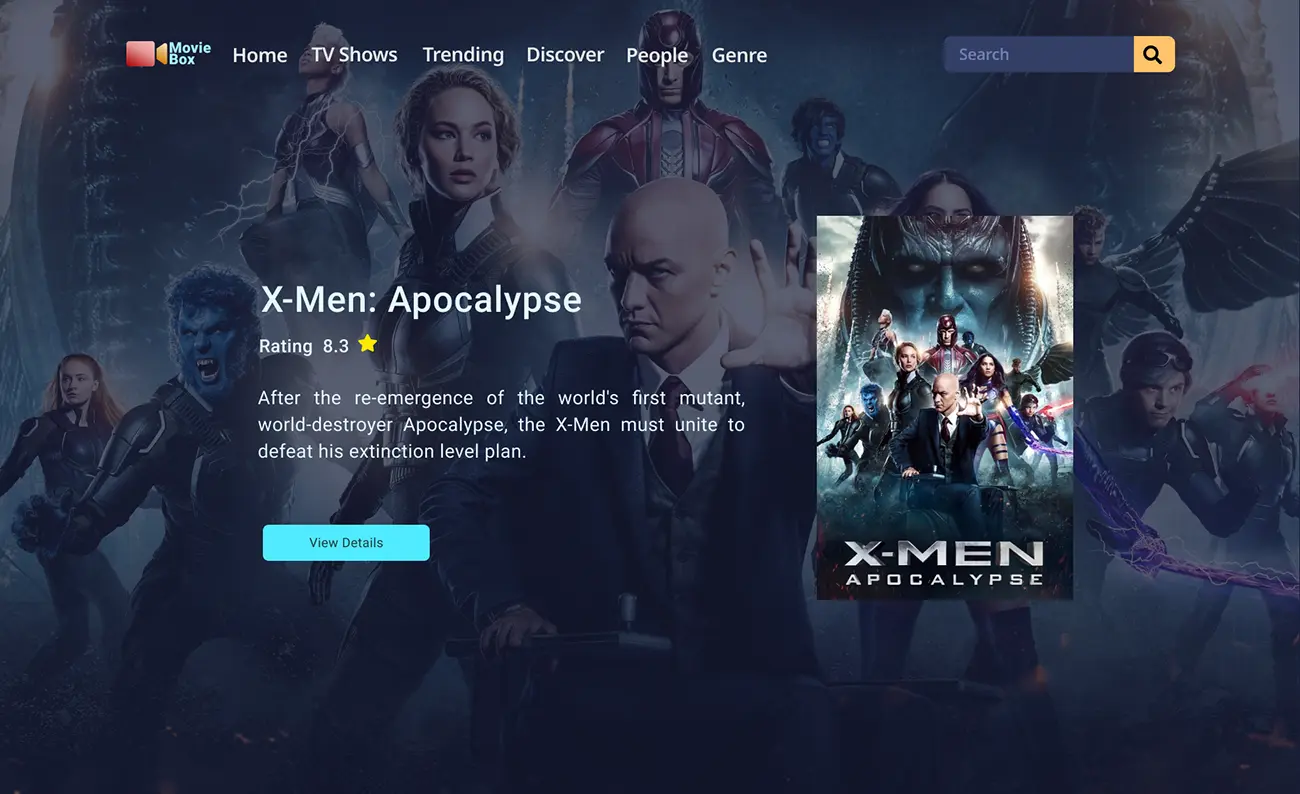 Movie
Box
Home TV Shows Trending Discover People Genre
Search
X-Men: Apocalypse
Rating 8.3
After the re-emergence of the world's first mutant,
world-destroyer Apocalypse, the X-Men must unite to
defeat his extinction level plan.
View Details
X-MEN
APOCALYPSE